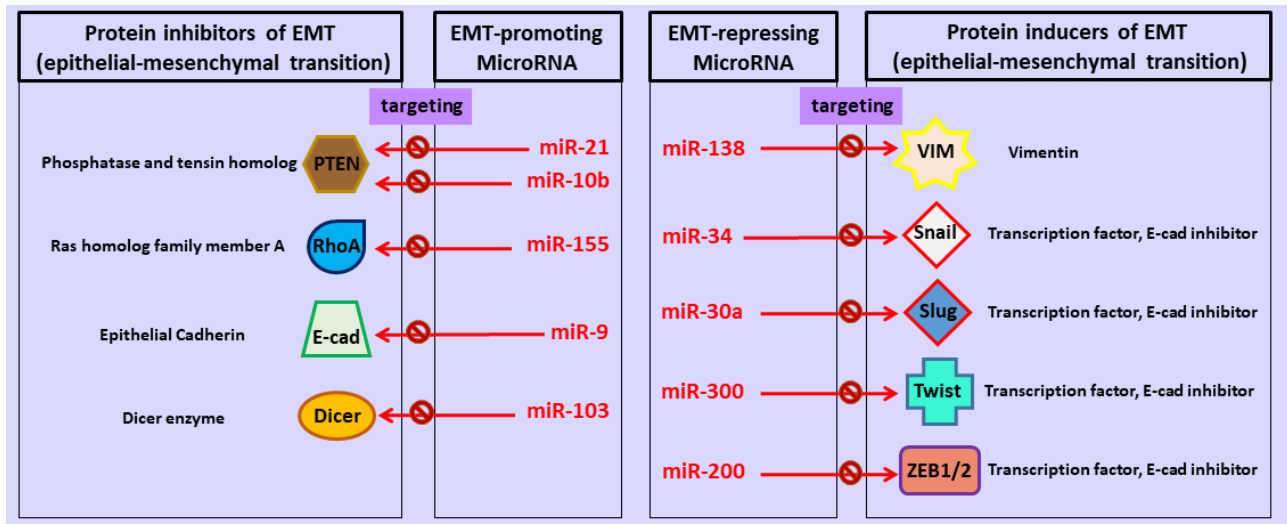 Protein inhibitors of EMT
(epithelial-mesenchymal transition)
EMT-promoting
MicroRNA
EMT-repressing
MicroRNA
Protein inducers of EMT
(epithelial-mesenchymal transition)
targeting
targeting
Phosphatase and tensin homolog
PTEN
miR-21
miR-10b
miR-138
VIM
Vimentin
Ras homolog family member A
RhoA
miR-155
miR-34
Snail
Transcription factor, E-cad inhibitor
Epithelial Cadherin
E-cad
miR-9
miR-30a
Slug
Transcription factor, E-cad inhibitor
Dicer enzyme
Dicer
miR-103
miR-300
Twist
Transcription factor, E-cad inhibitor
miR-200
ZEB1/2
Transcription factor, E-cad inhibitor